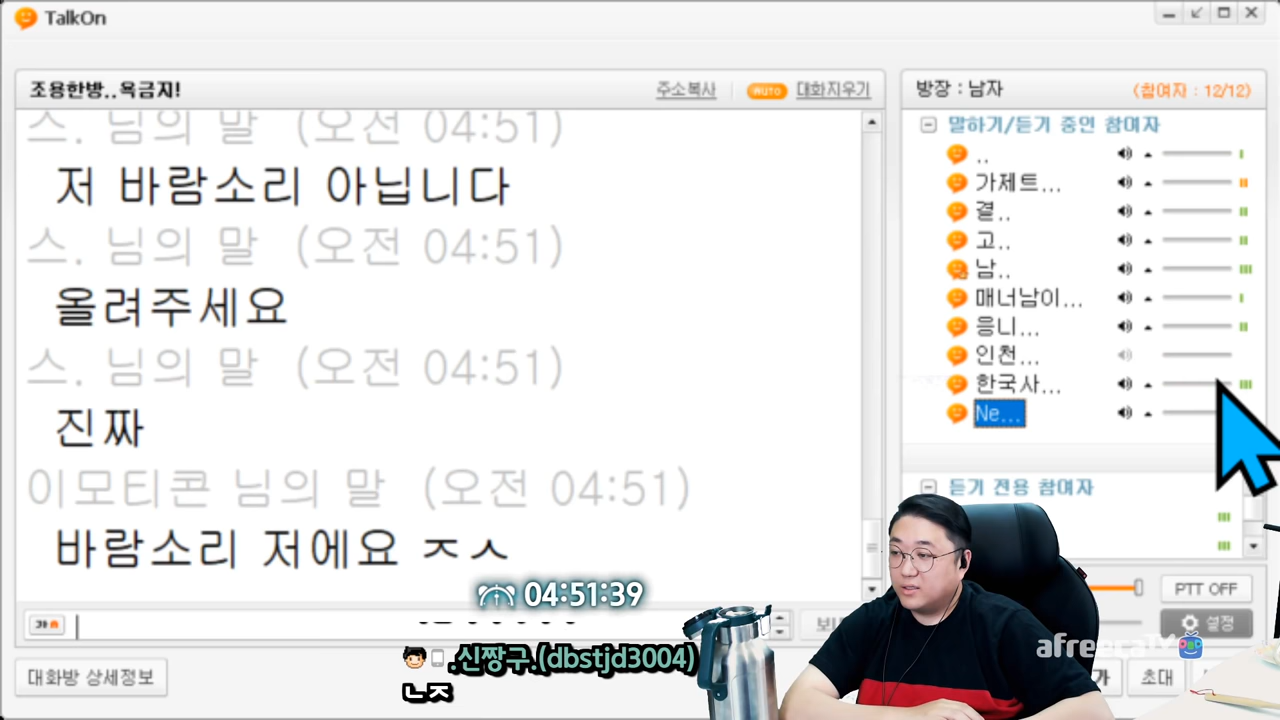 TalkOn
조용한방..욕금지!
주소복사
AUTO
대화지우기
스. 님의 말 (오전 04:51)
저 바람소리 아닙니다
스. 님의 말 (오전 04:51)
올려주세요
스. 님의 말 (오전 04:51)
진짜
이모티콘 님의 말 (오전 04:51)
바람소리 저에요 ㅈㅅ
04:51:39
.신짱구.(dbstjd3004)
ㄴㅈ
대화방 상세정보
방장 : 남자
(참여자 : 12/12)
말하기/듣기 중인 참여자
..
가제트...
결..
고..
남..
매너남이...
응니...
인천...
한국사...
Ne...
듣기 전용 참여자
PTT OFF
설정
afreecaTV
초대